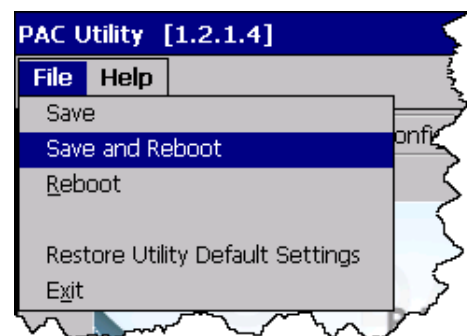 PAC Utility [1.2.1.4]
File Help
Save
Save and Reboot
Reboot
Restore Utility Default Settings
Exit